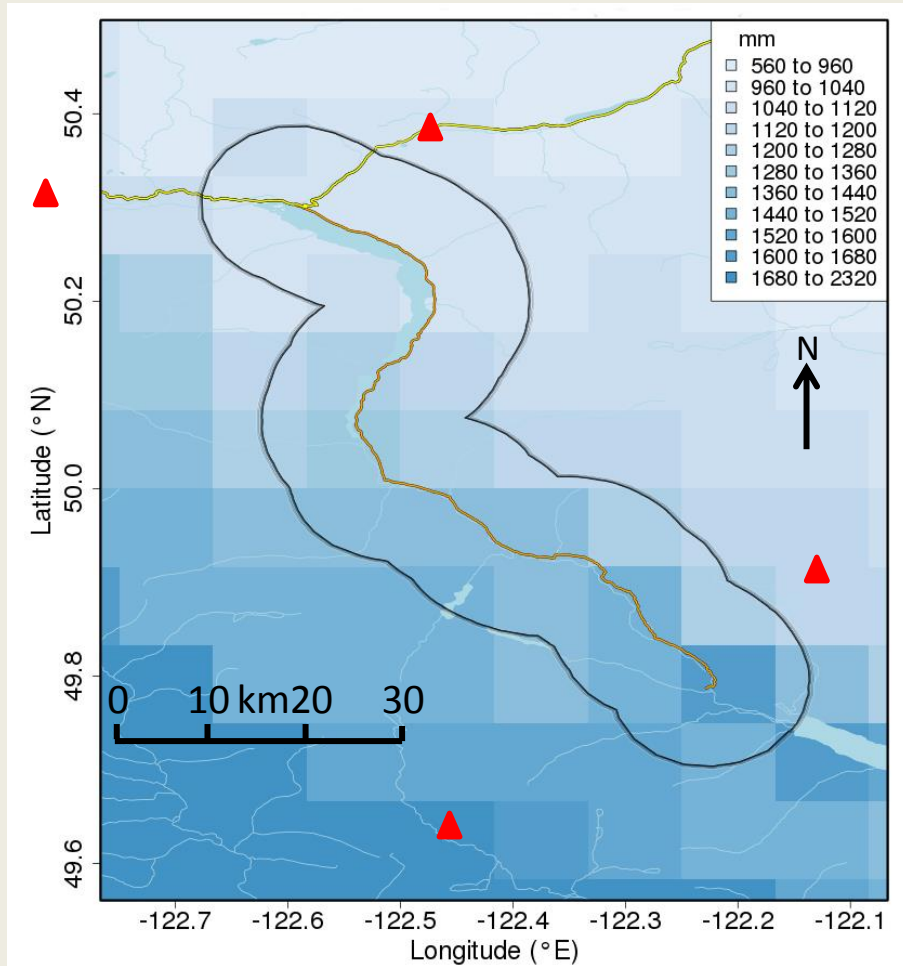 mm
560 to 960
960 to 1040
1040 to 1120
1120 to 1200
1200 to 1280
1280 to 1360
1360 to 1440
1440 to 1520
1520 to 1600
1600 to 1680
1680 to 2320
N
50.4
50.2
50.0
49.8
49.6
Latitude (°N)
0 10 km20 30
-122.7 -122.6 -122.5 -122.4 -122.3 -122.2 -122.1
Longitude (°E)